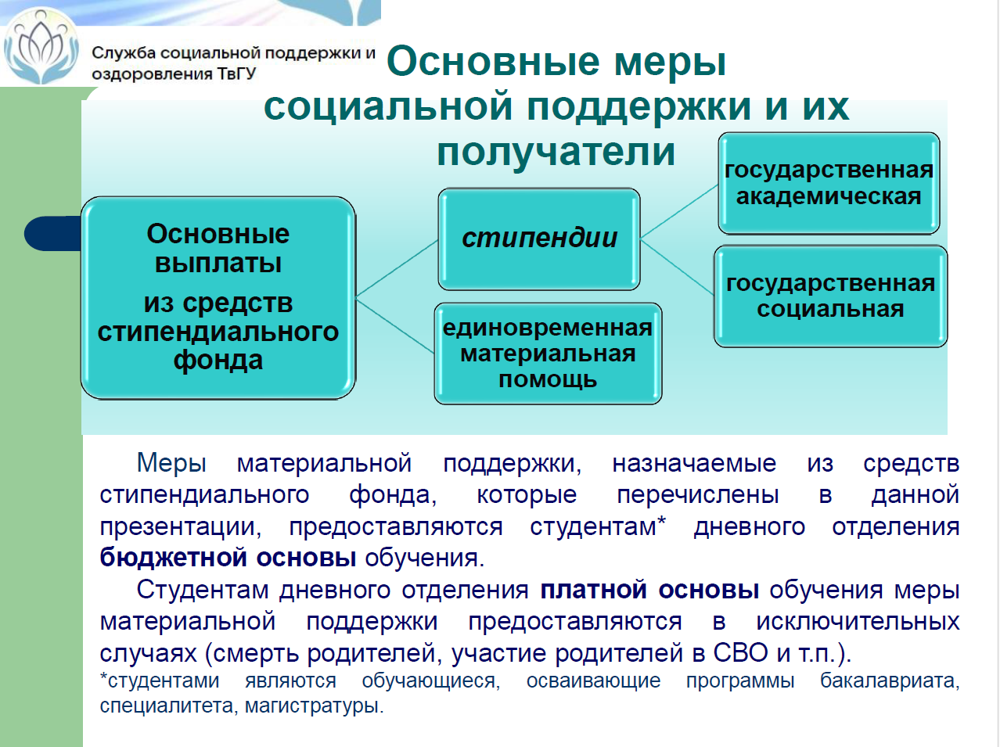 Служба социальной поддержки и
оздоровления ТвГУ
Основные меры
социальной поддержки и их
получатели
Основные
выплаты
из средств
стипендиального
фонда
стипендии
единовременная
материальная
помощь
государственная
академическая
государственная
социальная
Меры материальной поддержки, назначаемые из средств
стипендиального фонда, которые перечислены в данной
презентации, предоставляются студентам* дневного отделения
бюджетной основы обучения.
Студентам дневного отделения платной основы обучения меры
материальной поддержки предоставляются в исключительных
случаях (смерть родителей, участие родителей в СВО и т.п.).
*студентами являются обучающиеся, осваивающие программы бакалавриата,
специалитета, магистратуры.